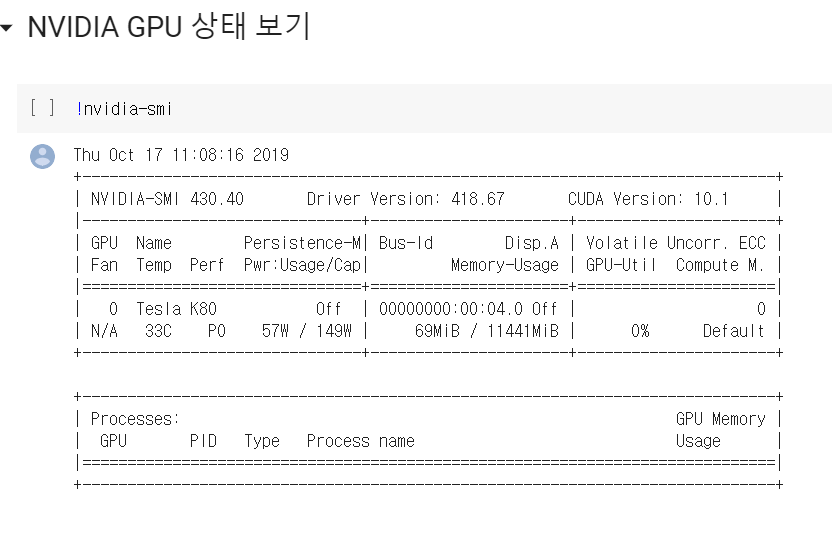 NVIDIA GPU 상태 보기
[ ] !nvidia-smi
Thu Oct 17 11:08:16 2019
+-----------------------------------------------------------------------------+
| NVIDIA-SMI 430.40       Driver Version: 418.67       CUDA Version: 10.1     |
|-------------------------------+----------------------+----------------------+
| GPU  Name        Persistence-M| Bus-Id        Disp.A | Volatile Uncorr. ECC |
| Fan  Temp  Perf  Pwr:Usage/Cap|         Memory-Usage | GPU-Util  Compute M. |
|===============================+======================+======================|
|   0  Tesla K80           Off  | 00000000:00:04.0 Off |                    0 |
| N/A   33C    P0    57W / 149W |     69MiB / 11441MiB |      0%      Default |
+-------------------------------+----------------------+----------------------+
+-----------------------------------------------------------------------------+
| Processes:                                                       GPU Memory |
|  GPU       PID   Type   Process name                             Usage      |
|=============================================================================|
+-----------------------------------------------------------------------------+